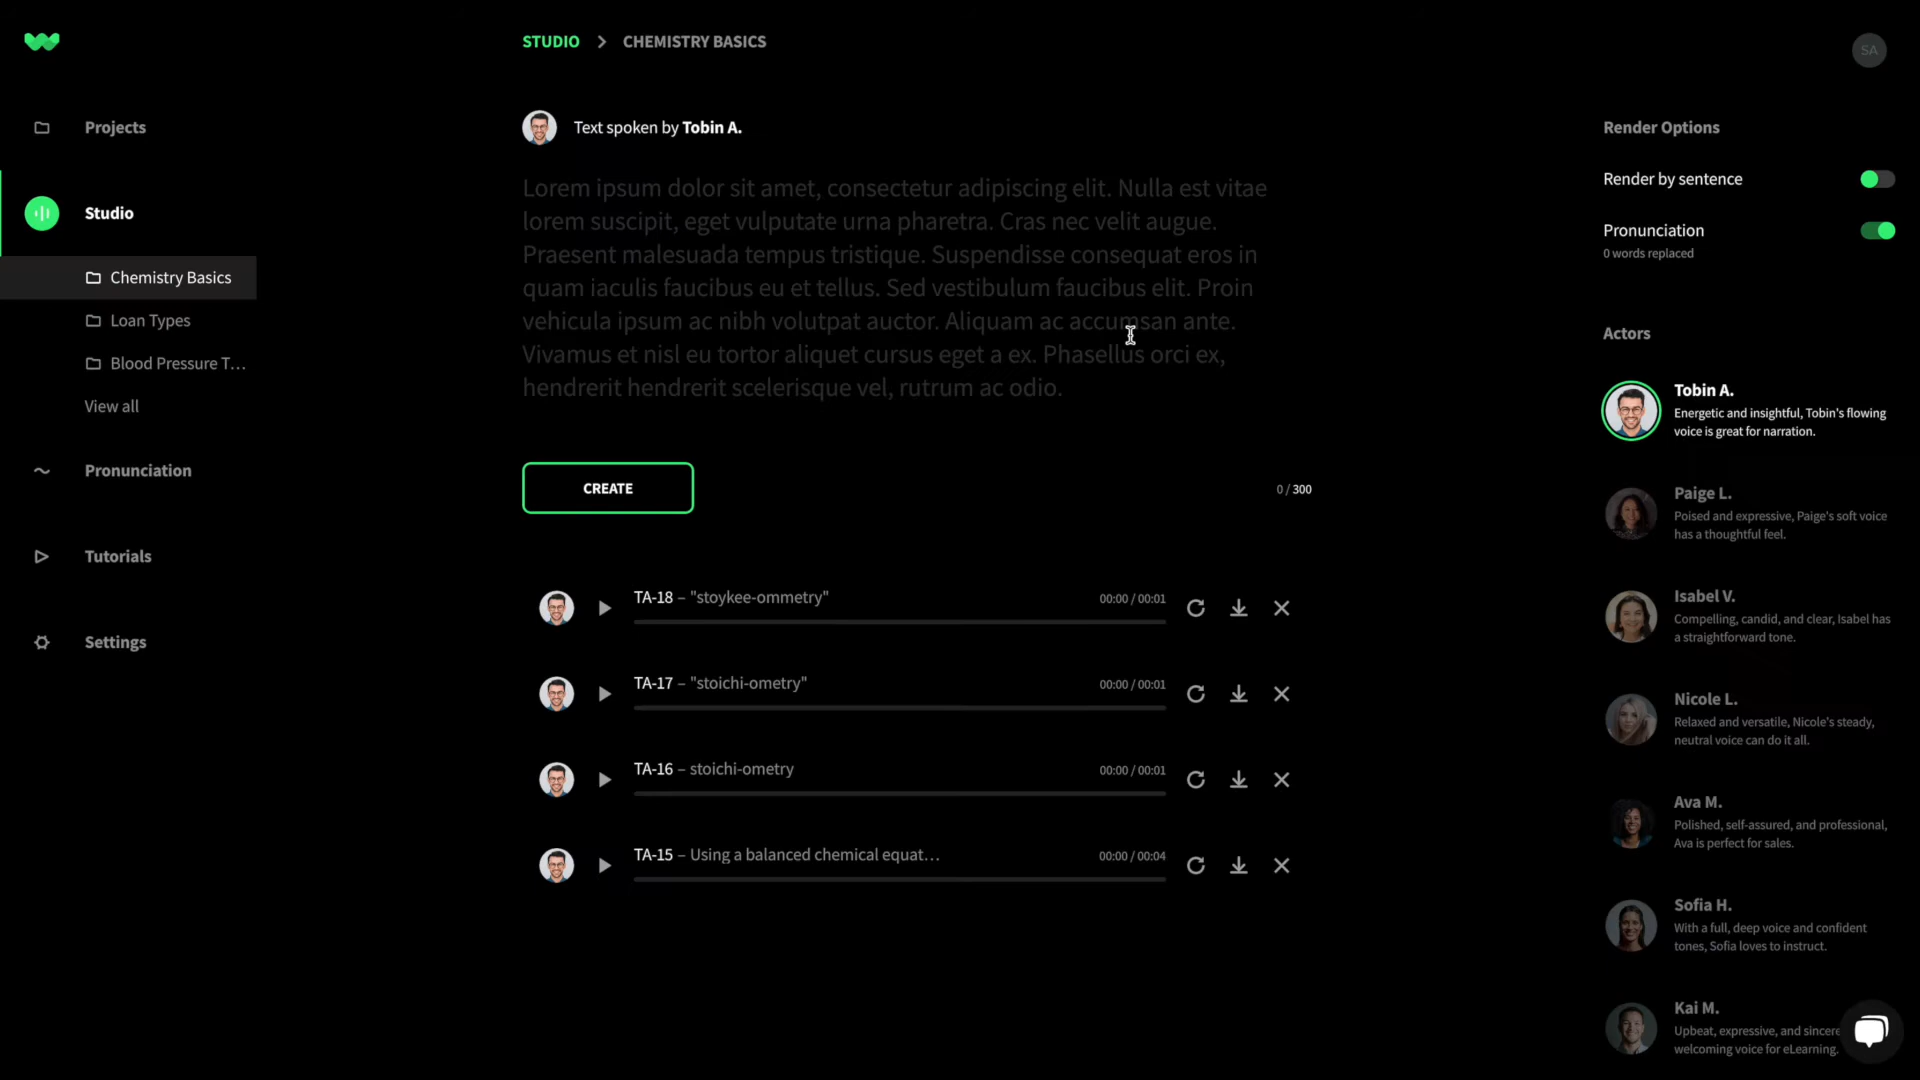 STUDIO > CHEMISTRY BASICS
SA
Projects
Studio
Chemistry Basics
Loan Types
Blood Pressure T...
View all
Pronunciation
Tutorials
Settings
Text spoken by Tobin A.
Lorem ipsum dolor sit amet, consectetur adipiscing elit. Nulla est vitae
lorem suscipit, eget vulputate urna pharetra. Cras nec velit augue.
Praesent malesuada tempus tristique. Suspendisse consequat eros in
quam iaculis faucibus eu et tellus. Sed vestibulum faucibus elit. Proin
vehicula ipsum ac nibh volutpat auctor. Aliquam ac accumsan ante.
Vivamus et nisl eu tortor aliquet cursus eget a ex. Phasellus orci ex,
hendrerit hendrerit scelerisque vel, rutrum ac odio.
CREATE
0 / 300
TA-18 – "stoykee-ommetry"
00:00 / 00:01
TA-17 – "stoichi-ometry"
00:00 / 00:01
TA-16 – stoichi-ometry
00:00 / 00:01
TA-15 – Using a balanced chemical equat...
00:00 / 00:04
Render Options
Render by sentence
Pronunciation
0 words replaced
Actors
Tobin A.
Energetic and insightful, Tobin's flowing
voice is great for narration.
Paige L.
Poised and expressive, Paige's soft voice
has a thoughtful feel.
Isabel V.
Compelling, candid, and clear, Isabel has
a straightforward tone.
Nicole L.
Relaxed and versatile, Nicole's steady,
neutral voice can do it all.
Ava M.
Polished, self-assured, and professional,
Ava is perfect for sales.
Sofia H.
With a full, deep voice and confident
tones, Sofia loves to instruct.
Kai M.
Upbeat, expressive, and sincere
welcoming voice for eLearning.